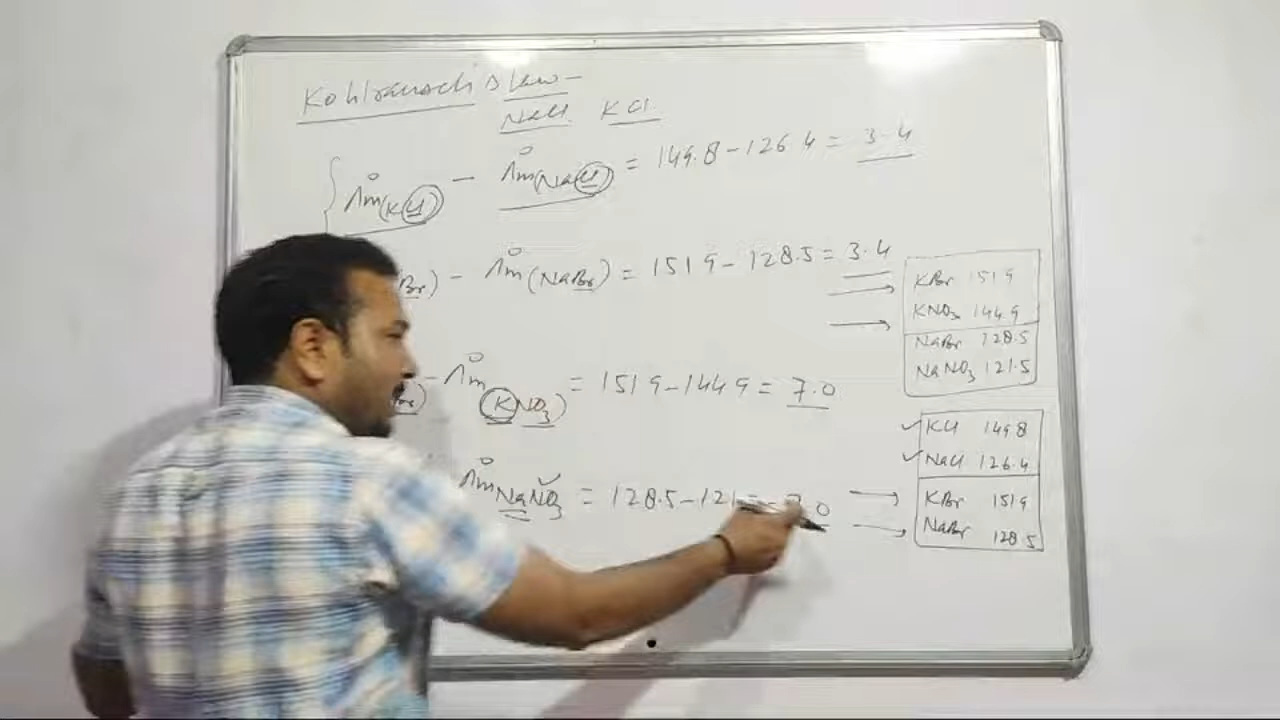 Kohlrausch's law –
NaCl KCl
Λ°m(KCl) – Λ°m(NaCl) = 149.8 – 126.4 = 3.4
Br) – Λ°m(NaBr) = 151.9 – 128.5 = 3.4
– Λ°m(KNO₃) = 151.9 – 144.9 = 7.0
Λ°m NaNO₃ = 128.5 – 121
KBr 151.9
KNO₃ 144.9
NaBr 128.5
NaNO₃ 121.5
KCl 149.8
NaCl 126.4
KBr 151.9
NaBr 128.5